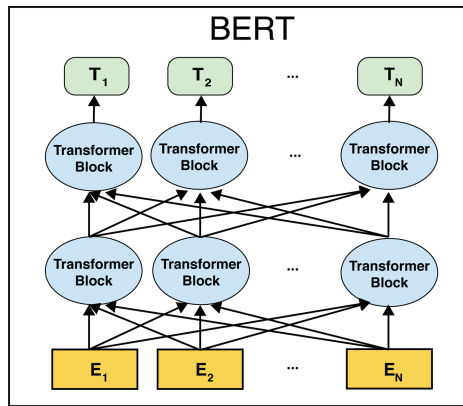 BERT
T1 T2 ... TN
Transformer Block Transformer Block ... Transformer Block
Transformer Block Transformer Block ... Transformer Block
E1 E2 ... EN